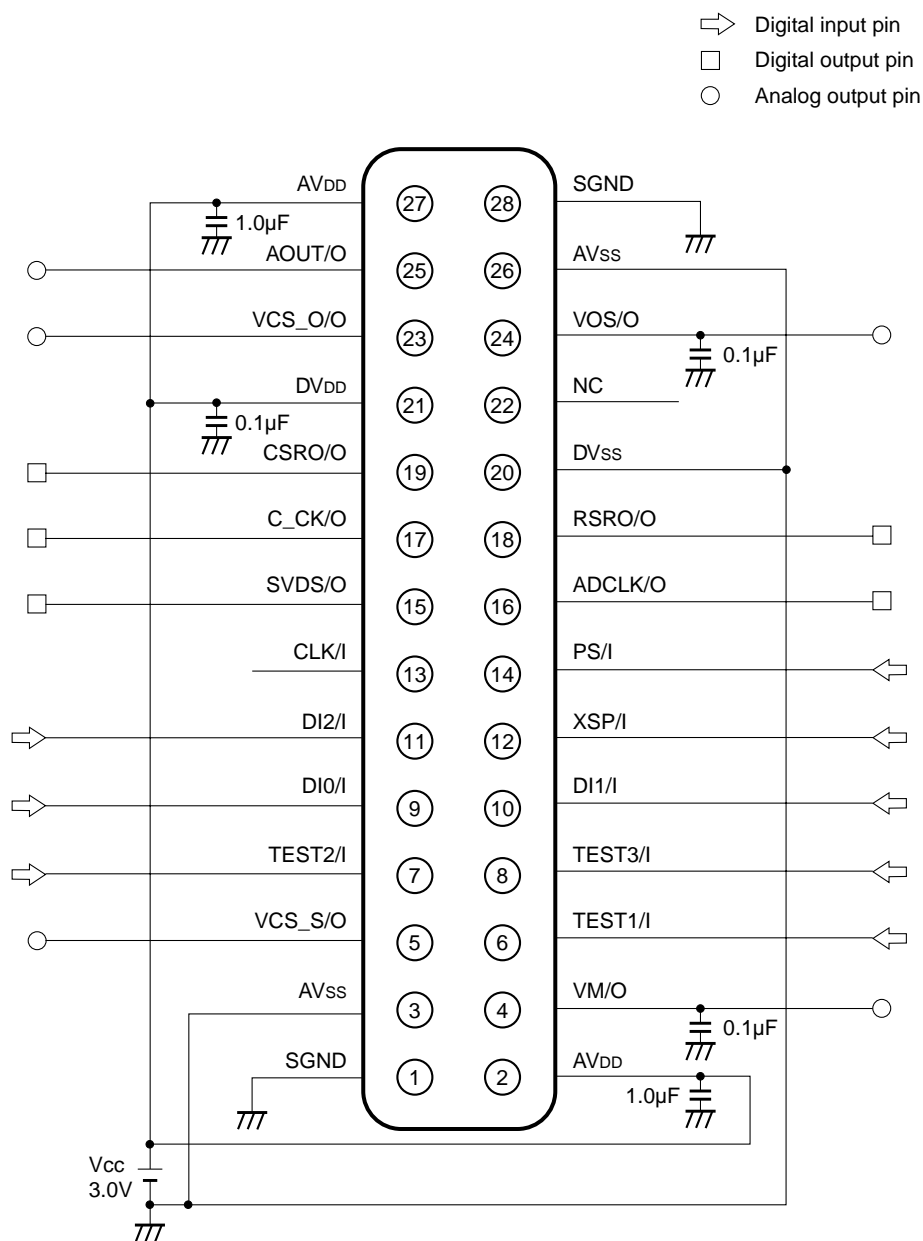 Digital input pin
Digital output pin
Analog output pin
AVDD 27 28 SGND
1.0µF
AOUT/O 25 26 AVss
VCS_O/O 23 24 VOS/O
0.1µF
DVDD 21 22 NC
0.1µF
CSRO/O 19 20 DVss
C_CK/O 17 18 RSRO/O
SVDS/O 15 16 ADCLK/O
CLK/I 13 14 PS/I
DI2/I 11 12 XSP/I
DI0/I 9 10 DI1/I
TEST2/I 7 8 TEST3/I
VCS_S/O 5 6 TEST1/I
AVss 3 4 VM/O
0.1µF
SGND 1 2 AVDD
1.0µF
Vcc
3.0V